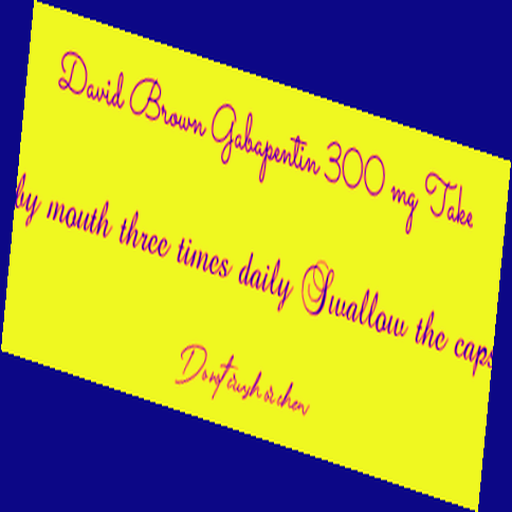 David Brown Gabapentin 300 mg Take
by mouth three times daily Swallow the caps
Don't crush or chew